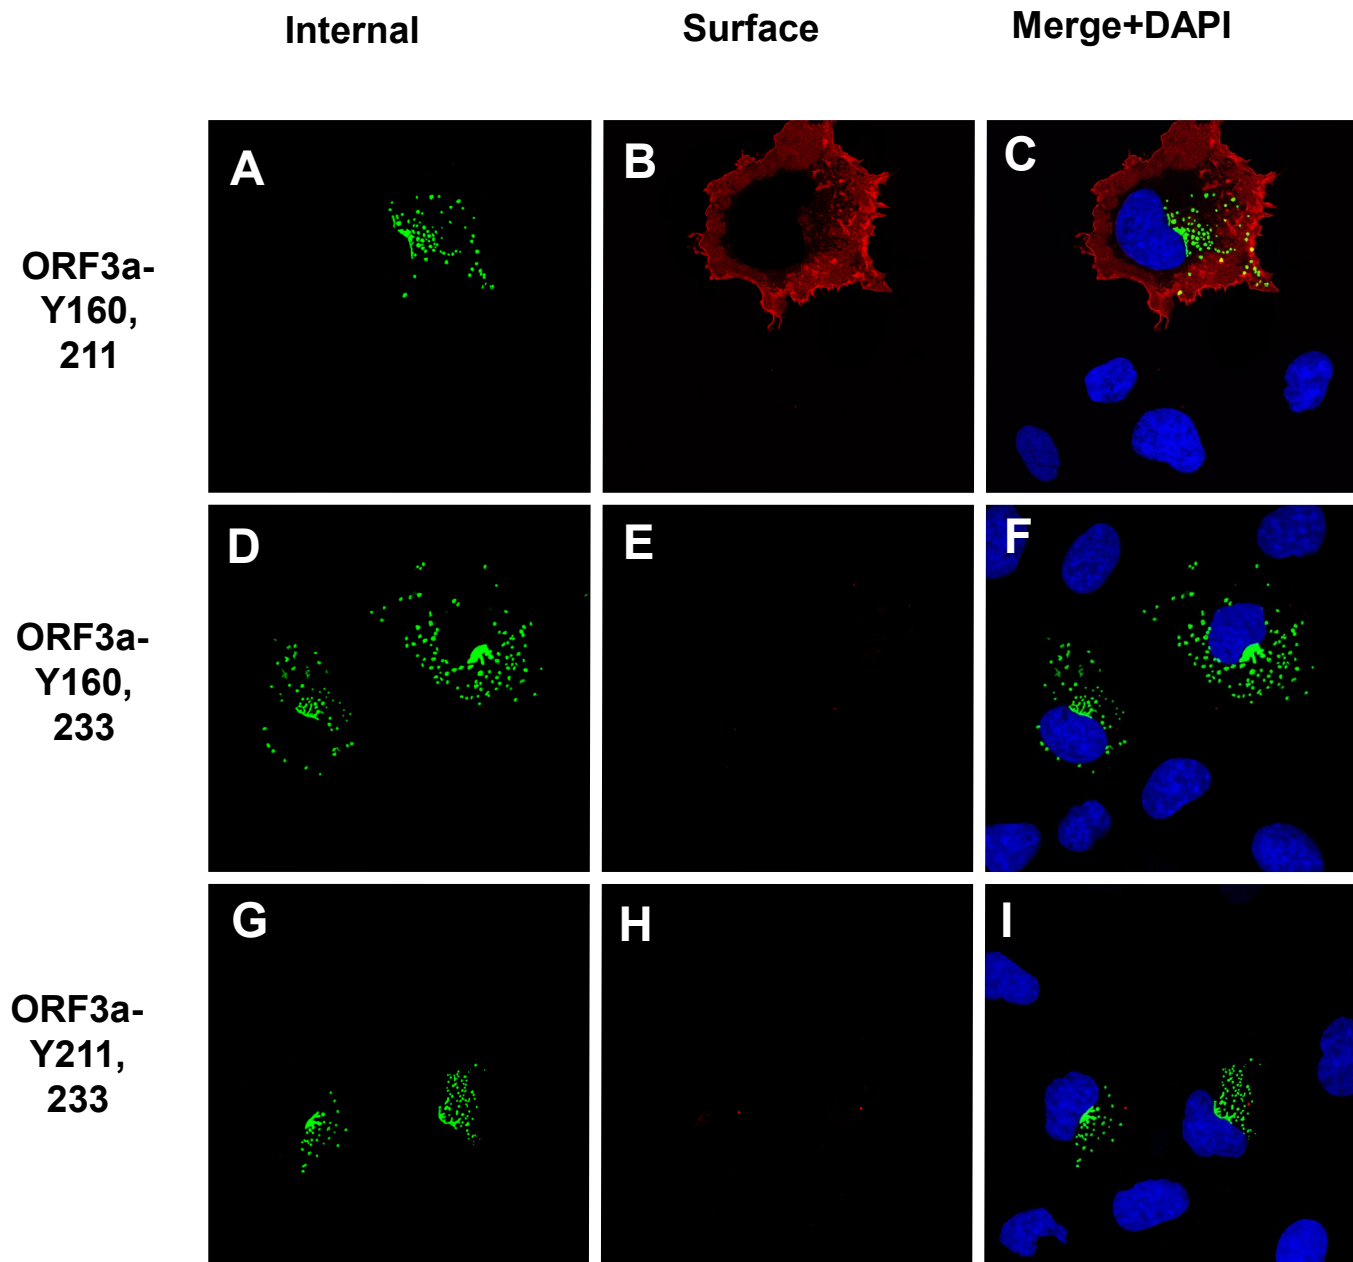 Internal
Surface
Merge+DAPI
ORF3a-
Y160,
211
A
B
C
ORF3a-
Y160,
233
D
E
F
ORF3a-
Y211,
233
G
H
I